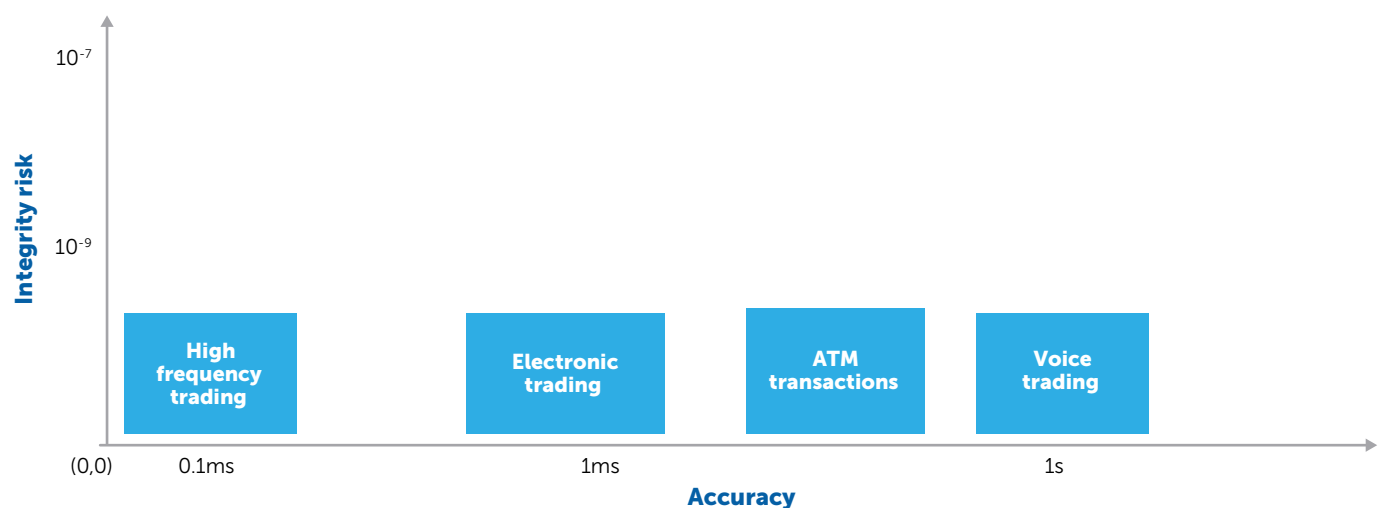 10-7
Integrity risk
10-9
High
frequency
trading
Electronic
trading
ATM
transactions
Voice
trading
(0,0)
0.1ms
1ms
1s
Accuracy